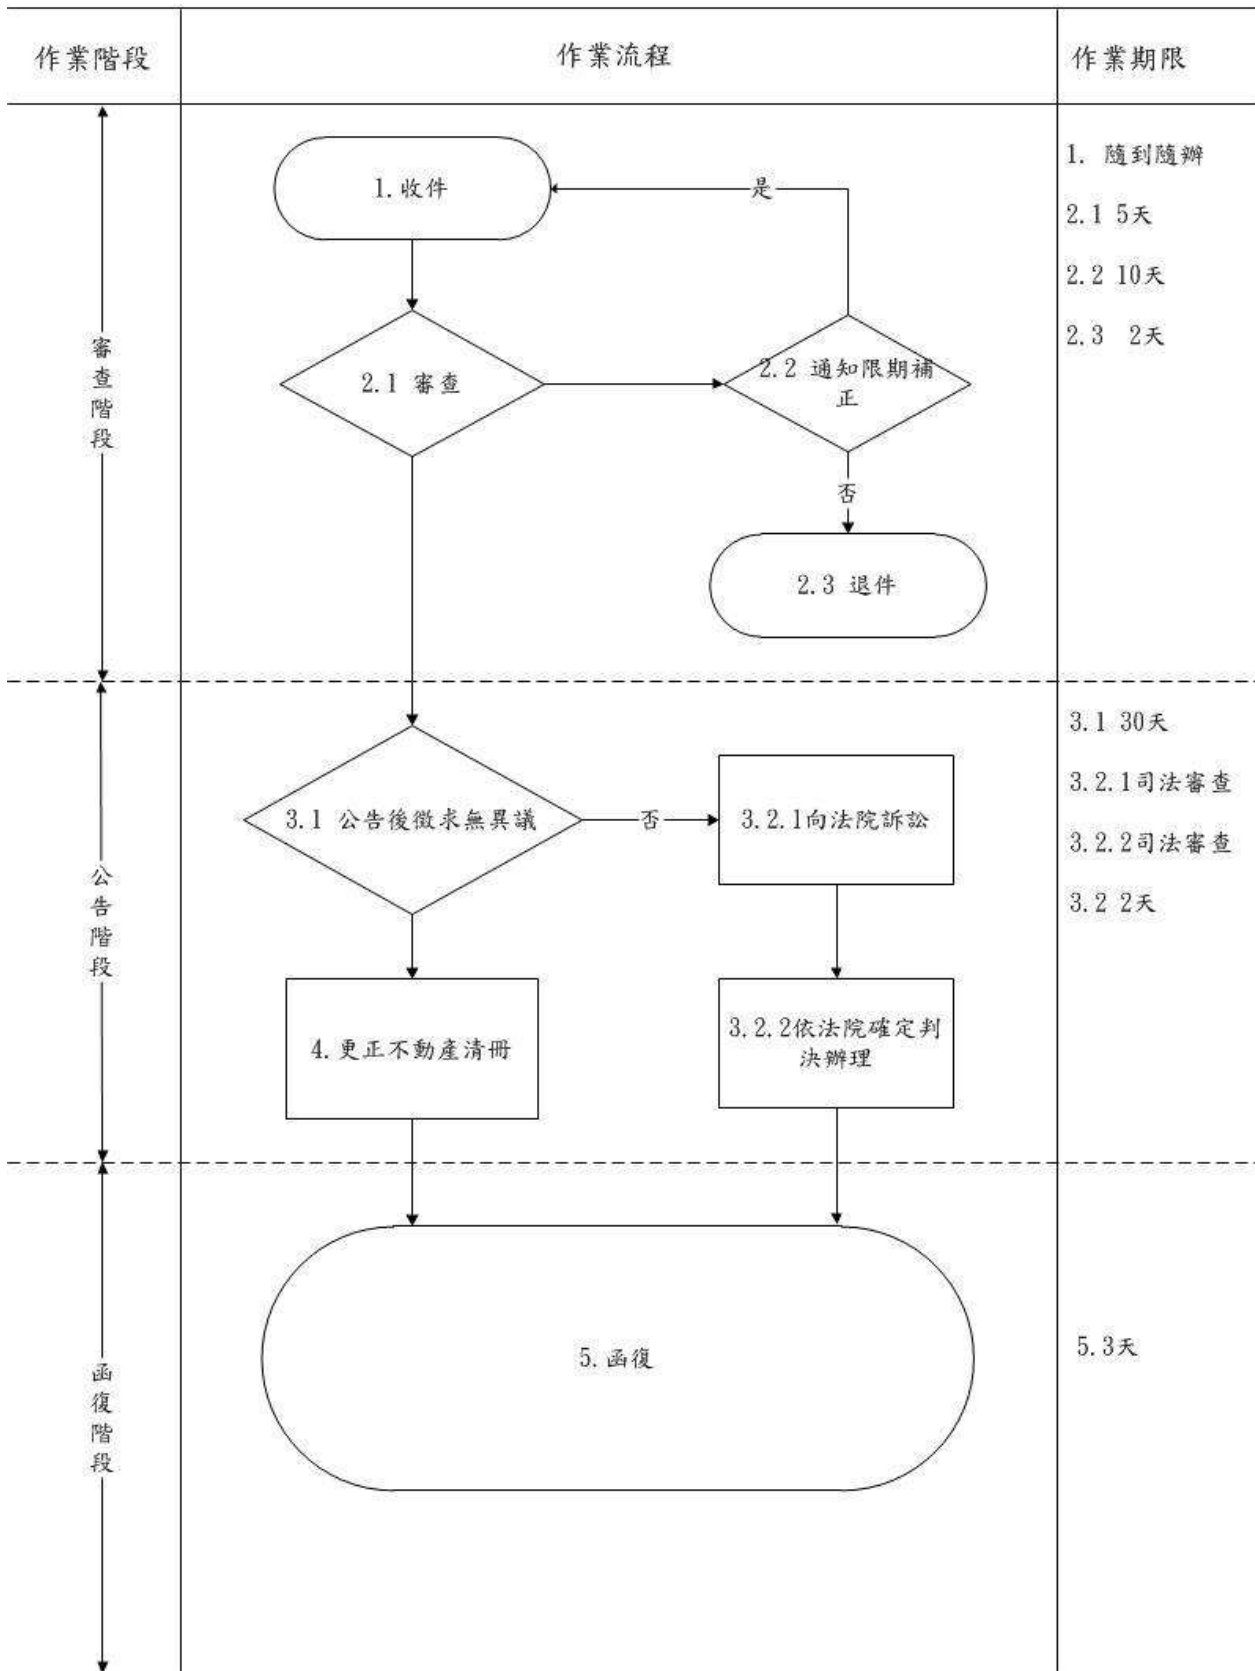 作業階段
作業流程
作業期限
審查階段
1.收件
是
2.1 審查
2.2 通知限期補
正
否
2.3 退件
1. 隨到隨辦
2.1 5天
2.2 10天
2.3 2天
公告階段
3.1 公告後徵求無異議
否
3.2.1向法院訴訟
4.更正不動產清冊
3.2.2依法院確定判
決辦理
3.1 30天
3.2.1司法審查
3.2.2司法審查
3.2 2天
函復階段
5.函復
5.3天